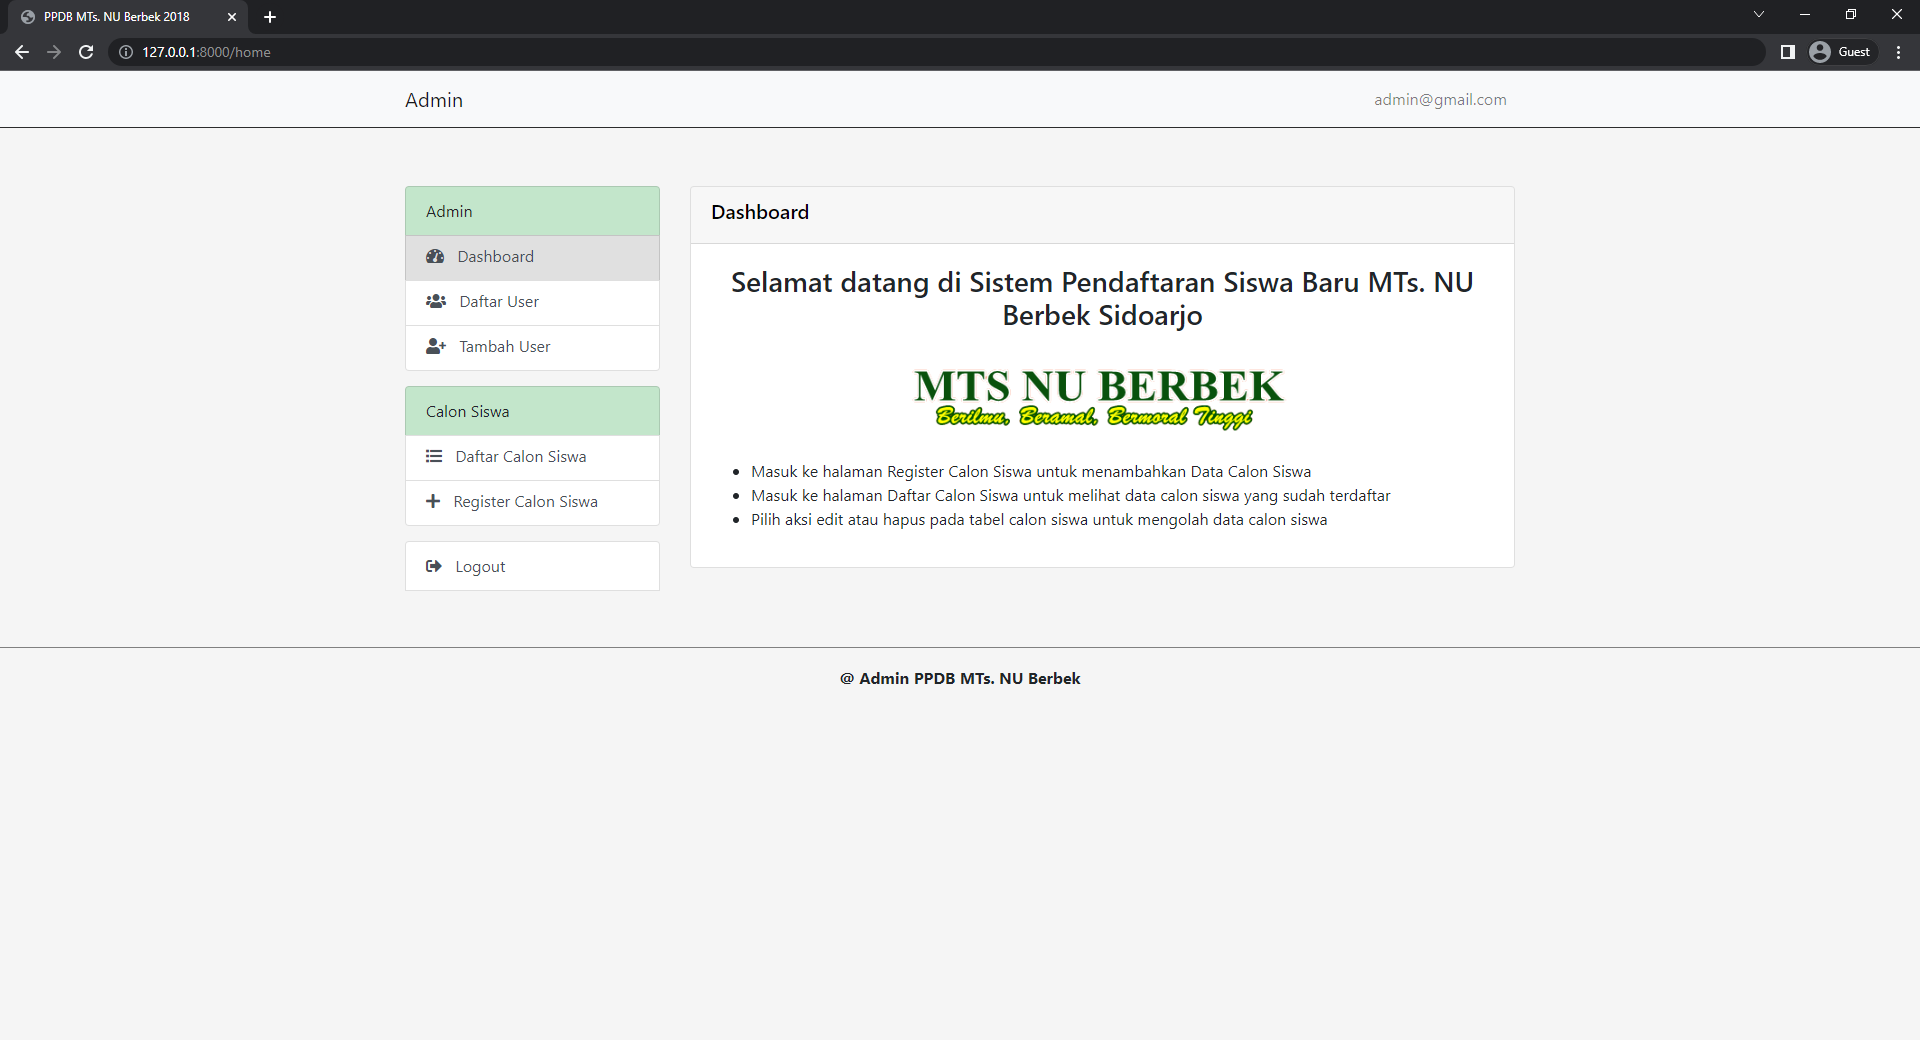 PPDB MTs. NU Berbek 2018
127.0.0.1:8000/home
Guest
Admin
admin@gmail.com
Admin
Dashboard
Daftar User
Tambah User
Calon Siswa
Daftar Calon Siswa
Register Calon Siswa
Logout
Dashboard
Selamat datang di Sistem Pendaftaran Siswa Baru MTs. NU
Berbek Sidoarjo
MTS NU BERBEK
Berilmu, Beramal, Bermoral Tinggi
• Masuk ke halaman Register Calon Siswa untuk menambahkan Data Calon Siswa
• Masuk ke halaman Daftar Calon Siswa untuk melihat data calon siswa yang sudah terdaftar
• Pilih aksi edit atau hapus pada tabel calon siswa untuk mengolah data calon siswa
@ Admin PPDB MTs. NU Berbek